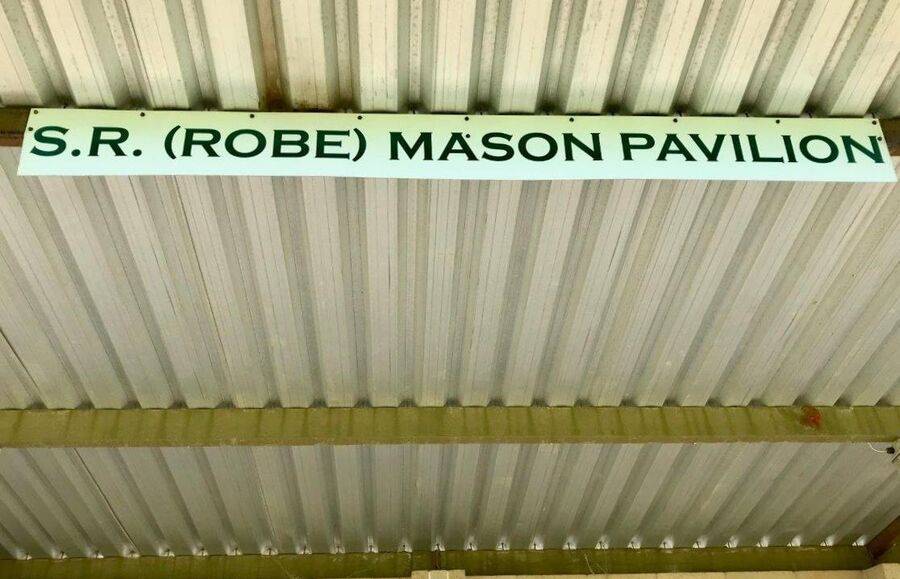 S.R. (ROBE) MASON PAVILION